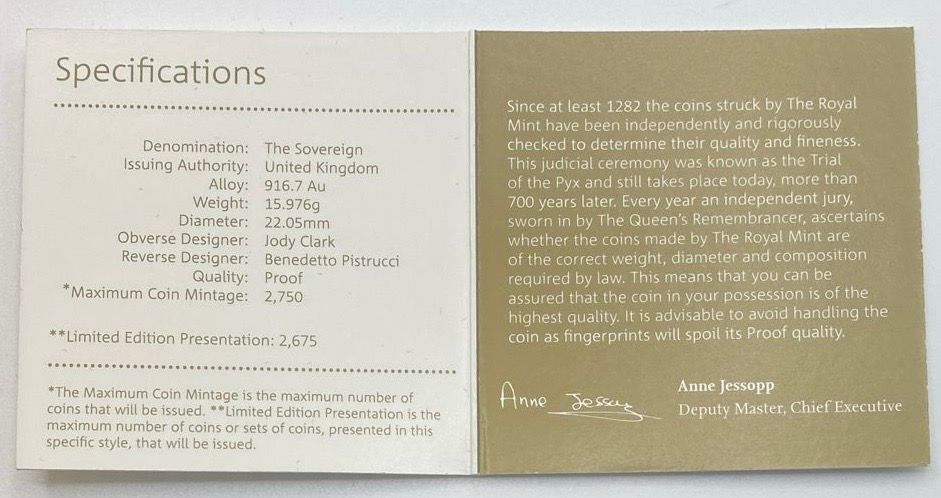 Specifications
Denomination: The Sovereign
Issuing Authority: United Kingdom
Alloy: 916.7 Au
Weight: 15.976g
Diameter: 22.05mm
Obverse Designer: Jody Clark
Reverse Designer: Benedetto Pistrucci
Quality: Proof
*Maximum Coin Mintage: 2,750
**Limited Edition Presentation: 2,675
*The Maximum Coin Mintage is the maximum number of
coins that will be issued. **Limited Edition Presentation is the
maximum number of coins or sets of coins, presented in this
specific style, that will be issued.
Since at least 1282 the coins struck by The Royal
Mint have been independently and rigorously
checked to determine their quality and fineness.
This judicial ceremony was known as the Trial
of the Pyx and still takes place today, more than
700 years later. Every year an independent jury,
sworn in by The Queen's Remembrancer, ascertains
whether the coins made by The Royal Mint are
of the correct weight, diameter and composition
required by law. This means that you can be
assured that the coin in your possession is of the
highest quality. It is advisable to avoid handling the
coin as fingerprints will spoil its Proof quality.
Anne Jessop
Anne Jessopp
Deputy Master, Chief Executive